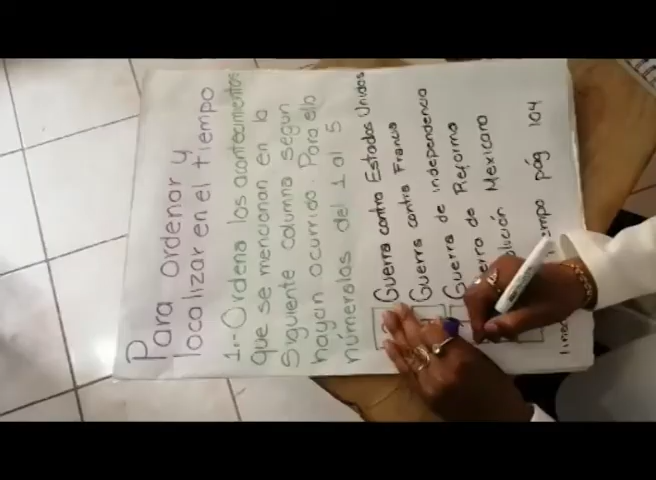 Para Ordenar y
localizar en el tiempo
1.- Ordena los acontecimientos
que se mencionan en la
Siguiente columna según
hayan ocurrido. Para ello
númeralos del 1 al 5
Guerra contra Estados Unidos
Guerra contra Francia
Guerra de independencia
Guerra de Reforma
Mexicana
pág 104